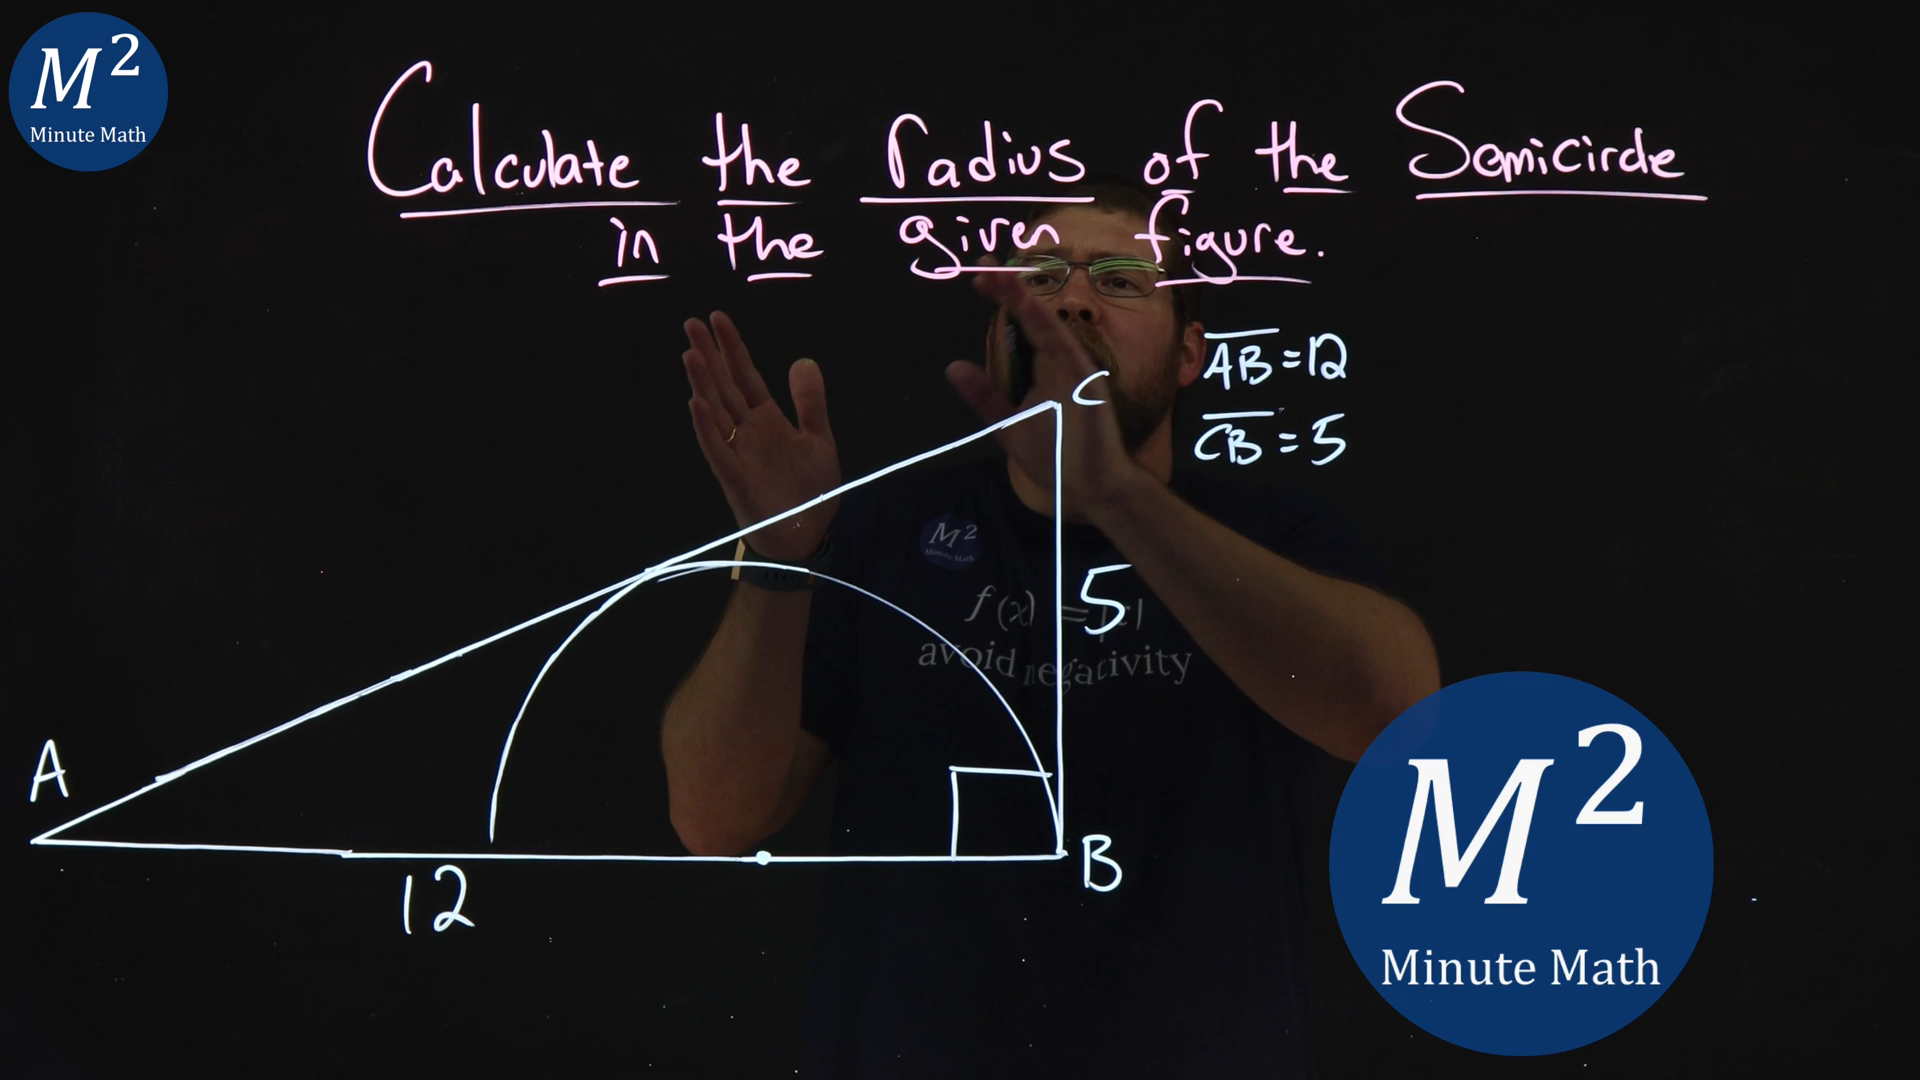 M²
Minute Math
Calculate the radius of the Semicircle
in the given figure.
AB = 12
CB = 5
C
M²
Minute Math
5
f(x) = |x|
avoid negativity
A
B
12
M²
Minute Math